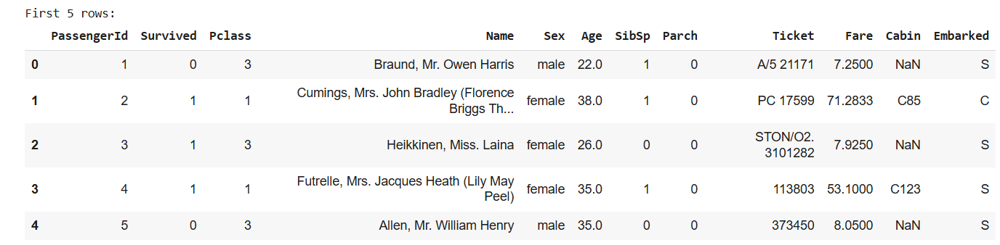 First 5 rows:
PassengerId Survived Pclass Name Sex Age SibSp Parch Ticket Fare Cabin Embarked
0 1 0 3 Braund, Mr. Owen Harris male 22.0 1 0 A/5 21171 7.2500 NaN S
1 2 1 1 Cumings, Mrs. John Bradley (Florence Briggs Th... female 38.0 1 0 PC 17599 71.2833 C85 C
2 3 1 3 Heikkinen, Miss. Laina female 26.0 0 0 STON/O2. 3101282 7.9250 NaN S
3 4 1 1 Futrelle, Mrs. Jacques Heath (Lily May Peel) female 35.0 1 0 113803 53.1000 C123 S
4 5 0 3 Allen, Mr. William Henry male 35.0 0 0 373450 8.0500 NaN S